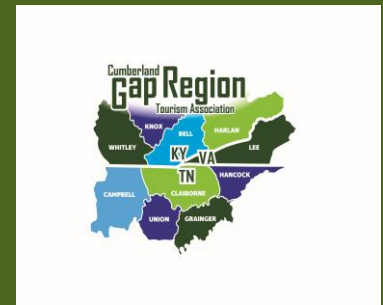 Cumberland
Gap Region
Tourism Association
KNOX
BELL
HARLAN
WHITLEY
KY
VA
LEE
TN
HANCOCK
CAMPBELL
CLAIBORNE
UNION
GRAINGER